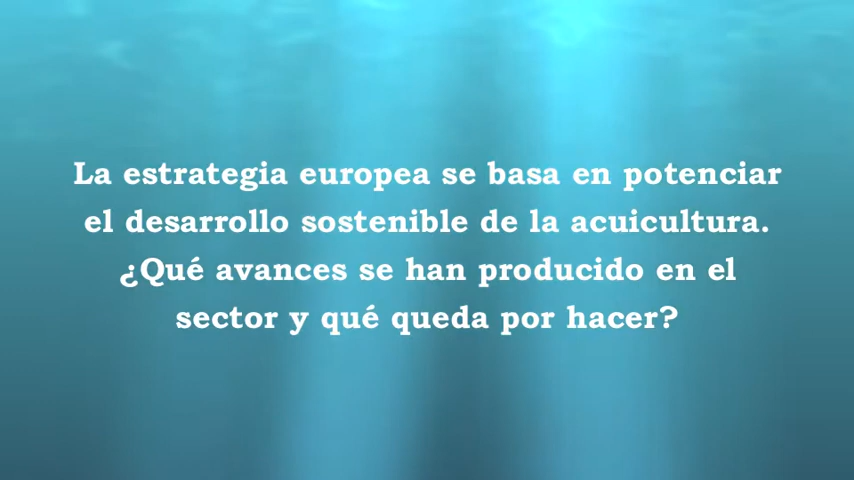 La estrategia europea se basa en potenciar
el desarrollo sostenible de la acuicultura.
¿Qué avances se han producido en el
sector y qué queda por hacer?